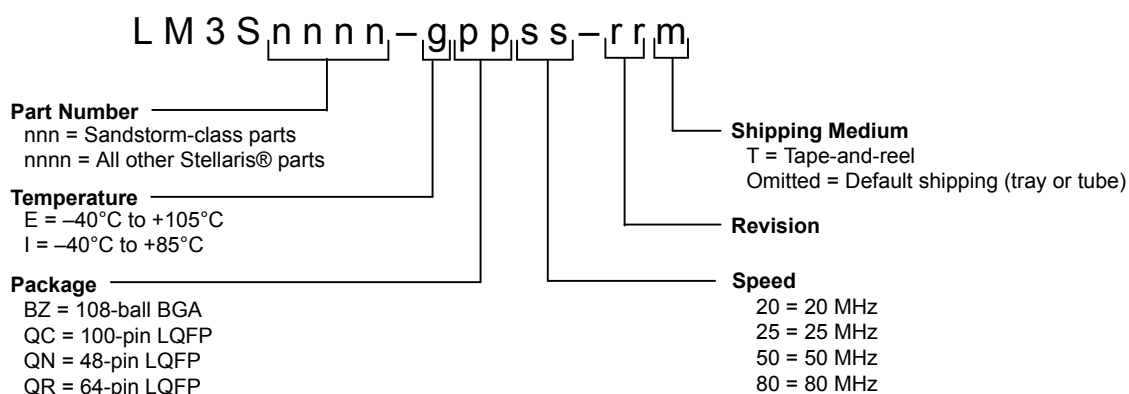 LM3Snnnn–gppss–rrm
Part Number
nnn = Sandstorm-class parts
nnnn = All other Stellaris® parts
Temperature
E = –40°C to +105°C
I = –40°C to +85°C
Package
BZ = 108-ball BGA
QC = 100-pin LQFP
QN = 48-pin LQFP
QR = 64-pin LQFP
Shipping Medium
T = Tape-and-reel
Omitted = Default shipping (tray or tube)
Revision
Speed
20 = 20 MHz
25 = 25 MHz
50 = 50 MHz
80 = 80 MHz